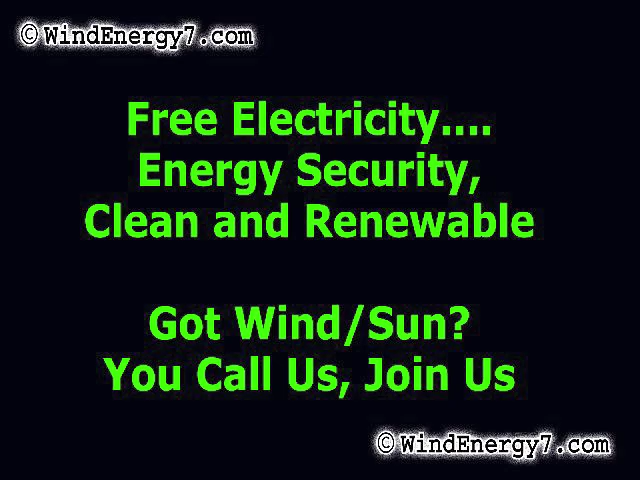 © WindEnergy7.com
Free Electricity....
Energy Security,
Clean and Renewable
Got Wind/Sun?
You Call Us, Join Us
© WindEnergy7.com